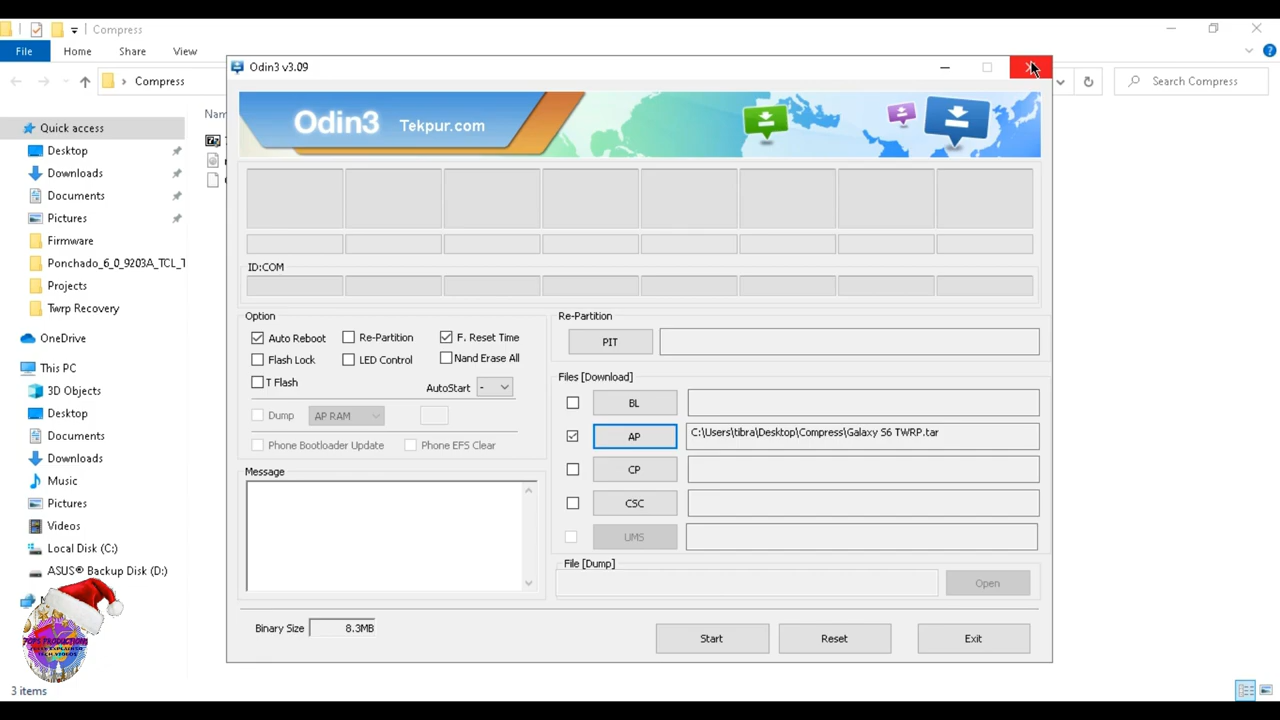 Compress
File Home Share View
Compress
Search Compress
Odin3 v3.09
Odin3 Tekpur.com
Quick access
Desktop
Downloads
Documents
Pictures
Firmware
Ponchado_6_0_9203A_TCL_T
Projects
Twrp Recovery
OneDrive
This PC
3D Objects
Desktop
Documents
Downloads
Music
Pictures
Videos
Local Disk (C:)
ASUS® Backup Disk (D:)
Nam
ID:COM
Option
Auto Reboot Re-Partition F. Reset Time
Flash Lock LED Control Nand Erase All
T Flash AutoStart -
Dump AP RAM
Phone Bootloader Update Phone EFS Clear
Message
Re-Partition
PIT
Files [Download]
BL
AP C:\Users\tibra\Desktop\Compress\Galaxy S6 TWRP.tar
CP
CSC
UMS
File [Dump]
Open
Binary Size 8.3MB
Start Reset Exit
POPS PRODUCTIONS
TECH VIDEOS
3 items